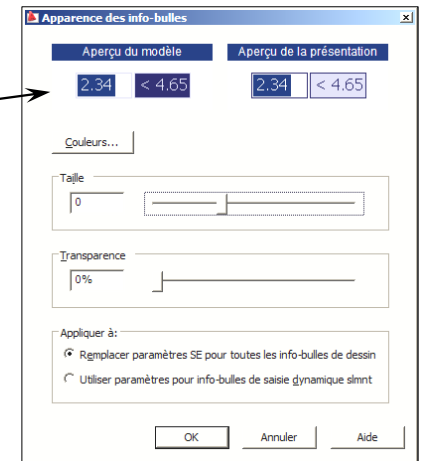 Apparence des info-bulles
Aperçu du modèle Aperçu de la présentation
2.34 < 4.65 2.34 < 4.65
Couleurs...
Taille
0
Transparence
0%
Appliquer à:
Remplacer paramètres SE pour toutes les info-bulles de dessin
Utiliser paramètres pour info-bulles de saisie dynamique slmnt
OK Annuler Aide